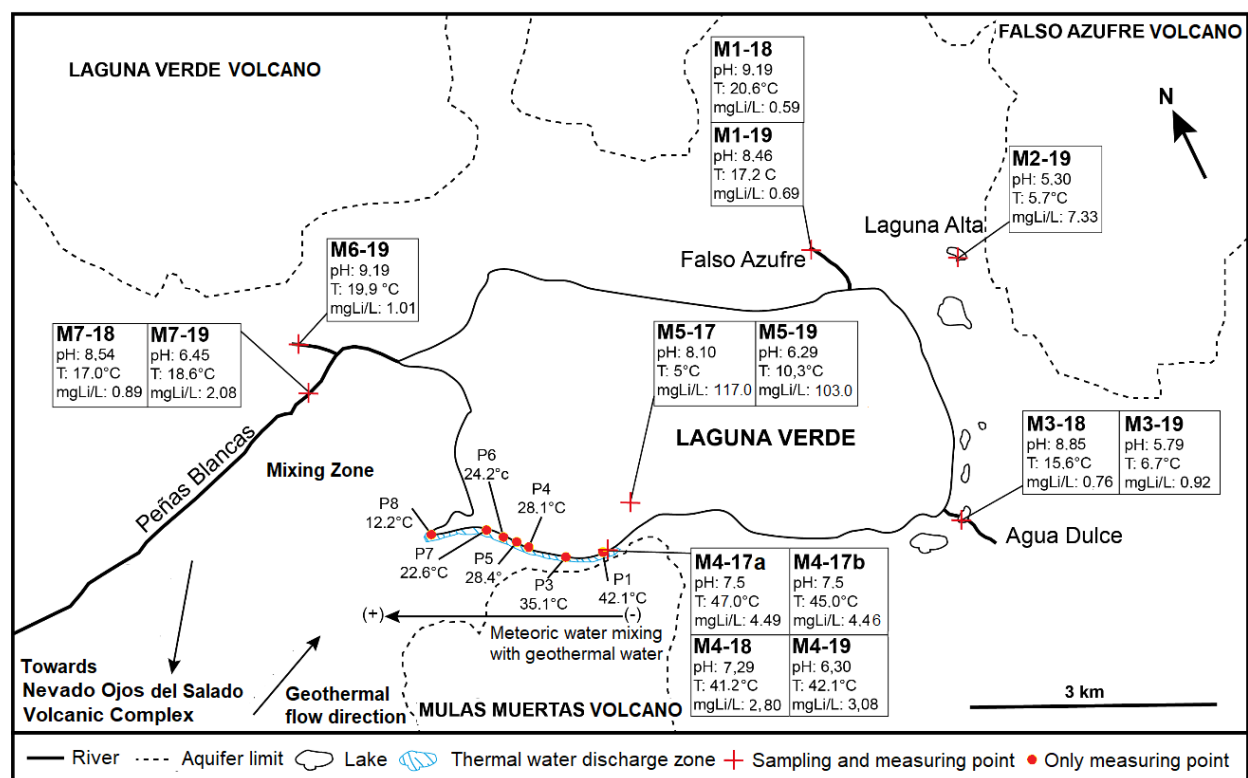 LAGUNA VERDE VOLCANO
FALSO AZUFRE VOLCANO
N
M1-18
pH: 9.19
T: 20.6°C
mgLi/L: 0.59
M1-19
pH: 8.46
T: 17,2 C
mgLi/L: 0.69
M2-19
pH: 5,30
T: 5.7°C
mgLi/L: 7.33
Laguna Alta
Falso Azufre
M6-19
pH: 9.19
T: 19,9 °C
mgLi/L: 1.01
M7-18
pH: 8,54
T: 17.0°C
mgLi/L: 0.89
M7-19
pH: 6.45
T: 18.6°C
mgLi/L: 2.08
M5-17
pH: 8.10
T: 5°C
mgLi/L: 117.0
M5-19
pH: 6.29
T: 10,3°C
mgLi/L: 103.0
LAGUNA VERDE
M3-18
pH: 8.85
T: 15,6°C
mgLi/L: 0.76
M3-19
pH: 5.79
T: 6.7°C
mgLi/L: 0.92
Agua Dulce
Peñas Blancas
Mixing Zone
P8
12.2°C
P6
24.2°c
P4
28.1°C
P7
22.6°C
P5
28.4°
P3
35.1°C
P1
42.1°C
M4-17a
pH: 7.5
T: 47.0°C
mgLi/L: 4.49
M4-17b
pH: 7.5
T: 45.0°C
mgLi/L: 4,46
M4-18
pH: 7,29
T: 41.2°C
mgLi/L: 2,80
M4-19
pH: 6,30
T: 42.1°C
mgLi/L: 3,08
(+)
(-)
Meteoric water mixing
with geothermal water
Towards
Nevado Ojos del Salado
Volcanic Complex
Geothermal
flow direction
MULAS MUERTAS VOLCANO
3 km
River
Aquifer limit
Lake
Thermal water discharge zone
Sampling and measuring point
Only measuring point